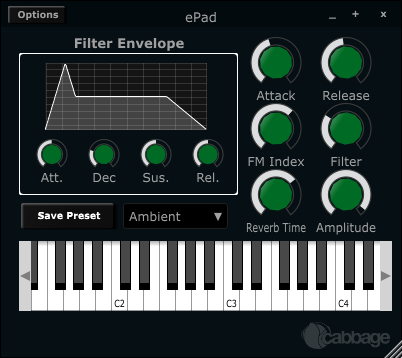 Options
ePad
_ + x
Filter Envelope
Attack
Release
Att.
Dec
Sus.
Rel.
FM Index
Filter
Save Preset
Ambient
Reverb Time
Amplitude
C2
C3
C4
cabbage